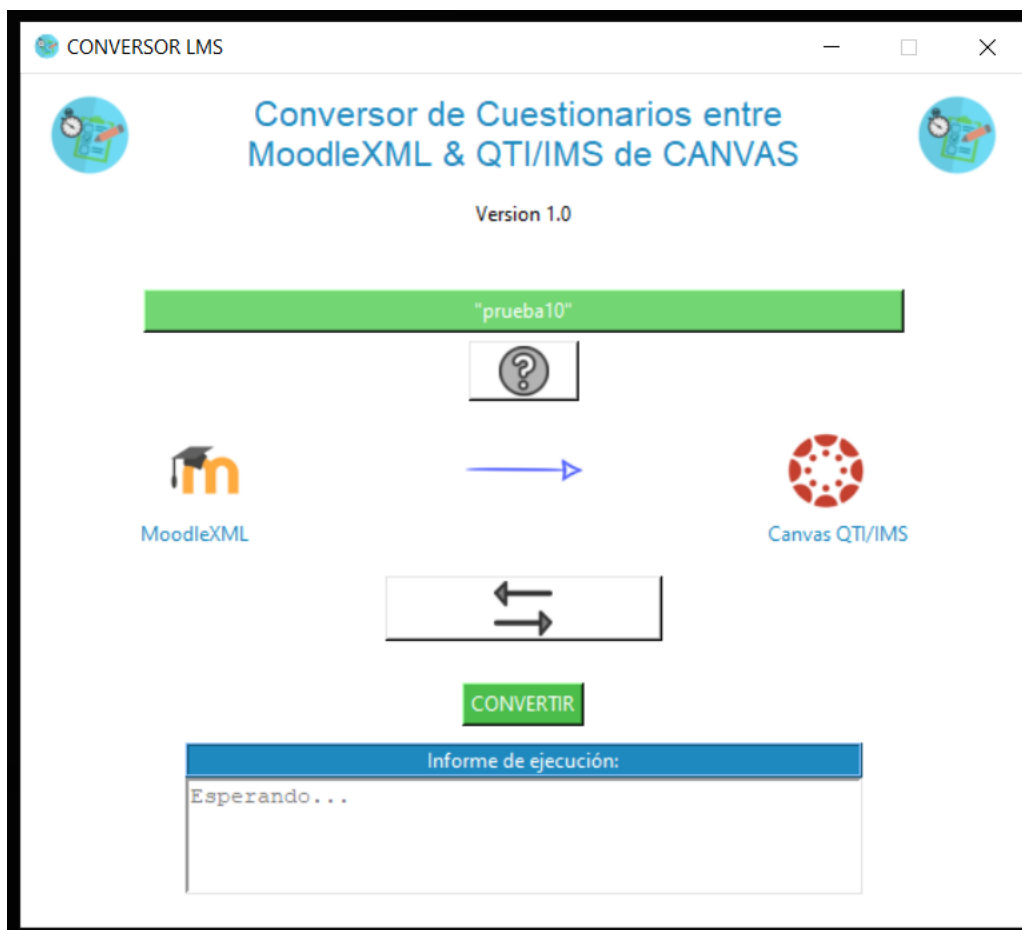 CONVERSOR LMS
Conversor de Cuestionarios entre
MoodleXML & QTI/IMS de CANVAS
Version 1.0
"prueba10"
MoodleXML
Canvas QTI/IMS
CONVERTIR
Informe de ejecución:
Esperando...